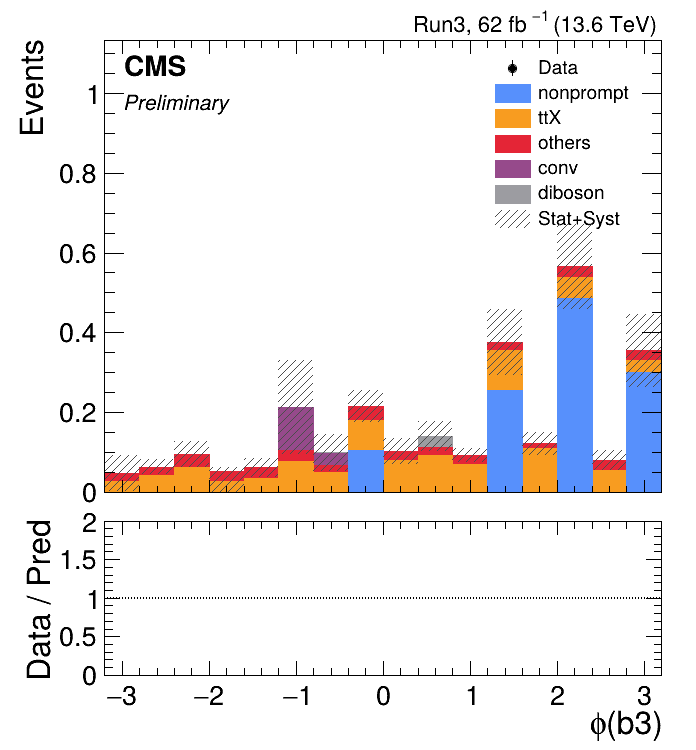 Run3, 62 fb⁻¹ (13.6 TeV)
CMS
Preliminary
Events
Data
nonprompt
ttX
others
conv
diboson
Stat+Syst
1
0.8
0.6
0.4
0.2
0
Data / Pred
2
1.5
1
0.5
0
−3 −2 −1 0 1 2 3
ϕ(b3)